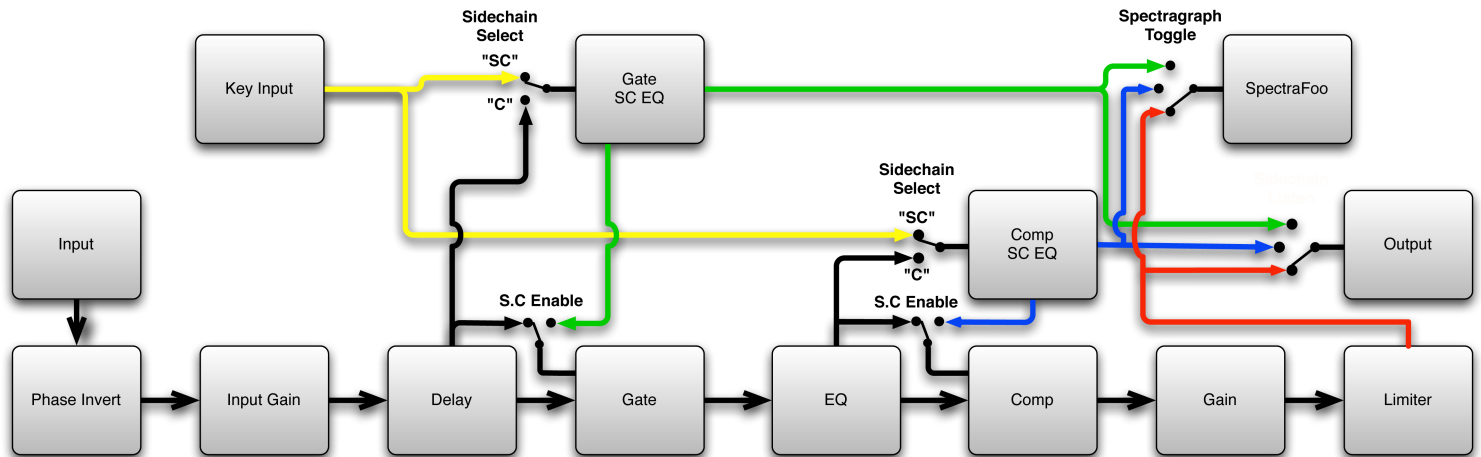 Sidechain
Select
Spectragraph
Toggle
"SC"
Key Input
Gate
SC EQ
SpectraFoo
"C"
Sidechain
Select
Input
"SC"
Comp
SC EQ
Output
"C"
S.C Enable
S.C Enable
Phase Invert
Input Gain
Delay
Gate
EQ
Comp
Gain
Limiter